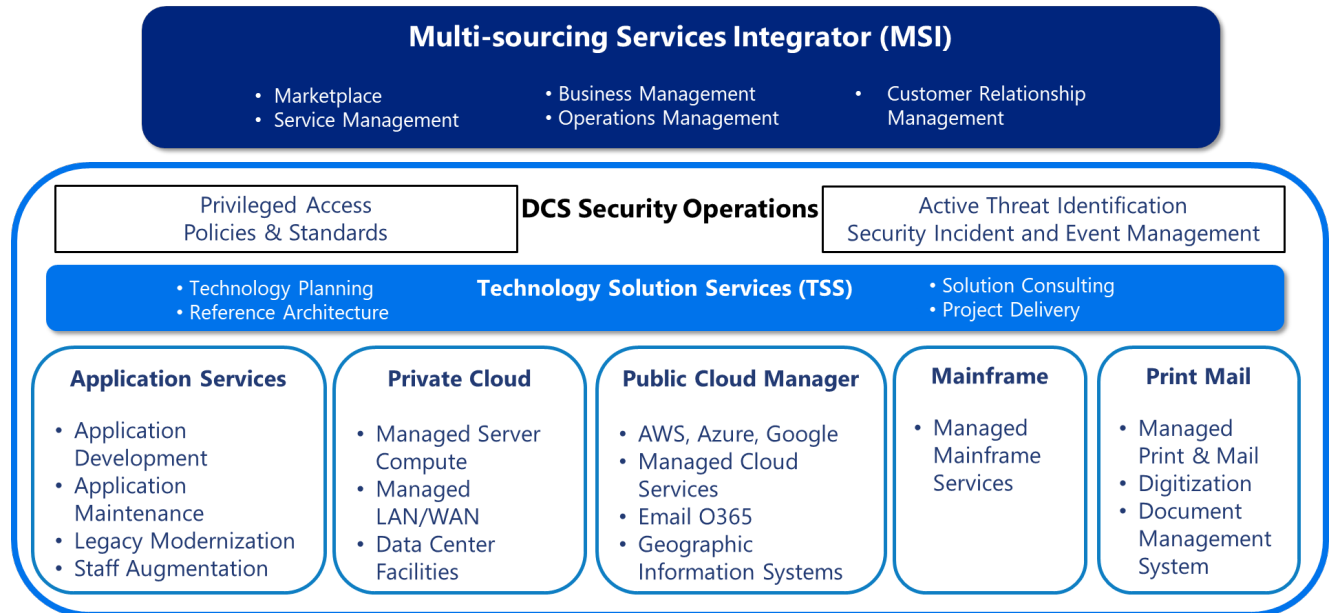 Multi-sourcing Services Integrator (MSI)
• Marketplace
• Service Management
• Business Management
• Operations Management
• Customer Relationship
Management
Privileged Access
Policies & Standards
DCS Security Operations
Active Threat Identification
Security Incident and Event Management
• Technology Planning
• Reference Architecture
Technology Solution Services (TSS)
• Solution Consulting
• Project Delivery
Application Services
• Application
Development
• Application
Maintenance
• Legacy Modernization
• Staff Augmentation
Private Cloud
• Managed Server
Compute
• Managed
LAN/WAN
• Data Center
Facilities
Public Cloud Manager
• AWS, Azure, Google
• Managed Cloud
Services
• Email O365
• Geographic
Information Systems
Mainframe
• Managed
Mainframe
Services
Print Mail
• Managed
Print & Mail
• Digitization
• Document
Management
System